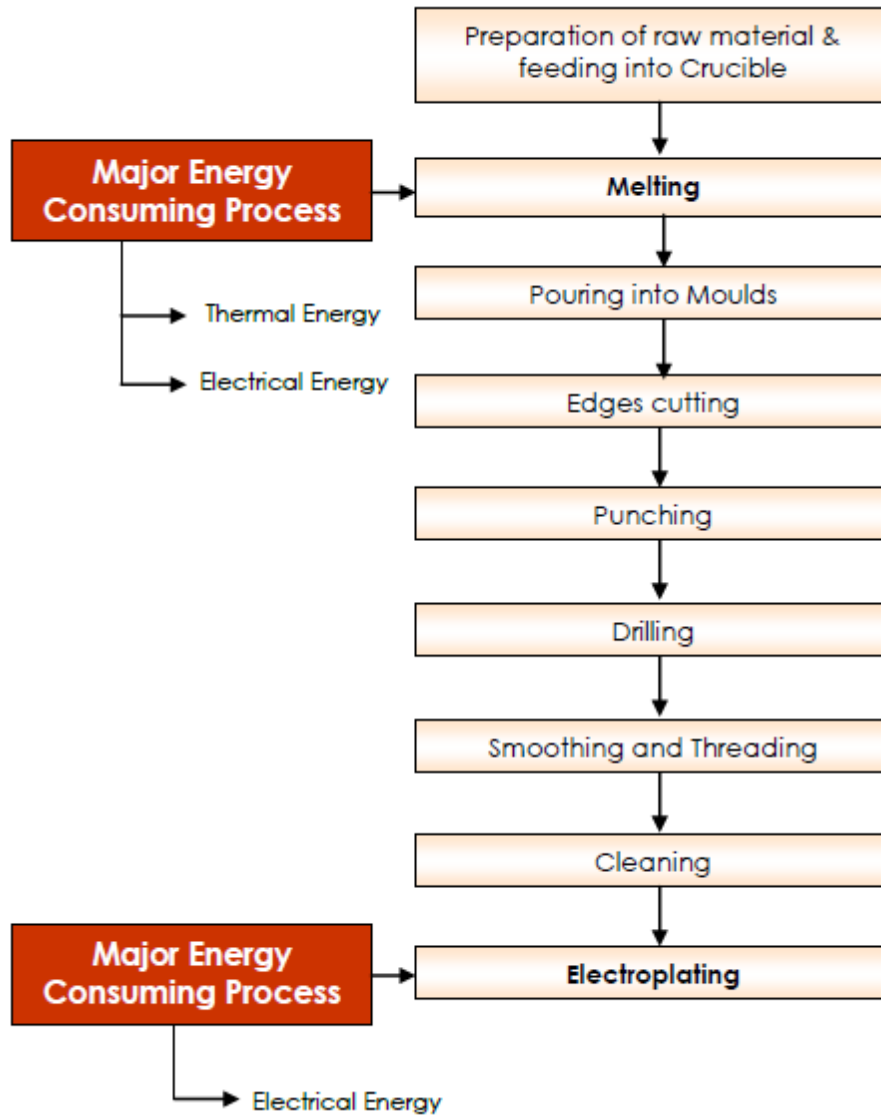 Preparation of raw material &
feeding into Crucible
Major Energy
Consuming Process
Melting
Thermal Energy
Electrical Energy
Pouring into Moulds
Edges cutting
Punching
Drilling
Smoothing and Threading
Cleaning
Major Energy
Consuming Process
Electroplating
Electrical Energy